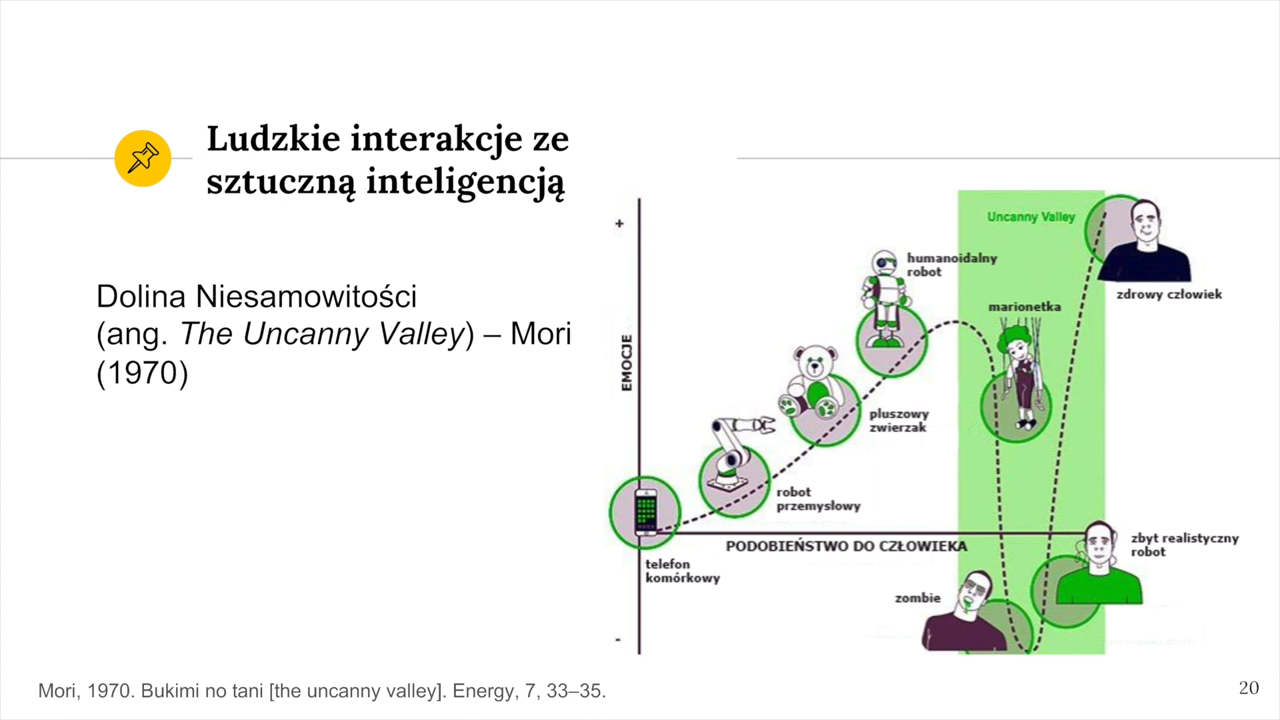 Ludzkie interakcje ze
sztuczną inteligencją
Dolina Niesamowitości
(ang. The Uncanny Valley) – Mori
(1970)
+
EMOCJE
-
Uncanny Valley
humanoidalny
robot
zdrowy człowiek
marionetka
pluszowy
zwierzak
robot
przemysłowy
PODOBIEŃSTWO DO CZŁOWIEKA
zbyt realistyczny
robot
telefon
komórkowy
zombie
Mori, 1970. Bukimi no tani [the uncanny valley]. Energy, 7, 33–35.
20